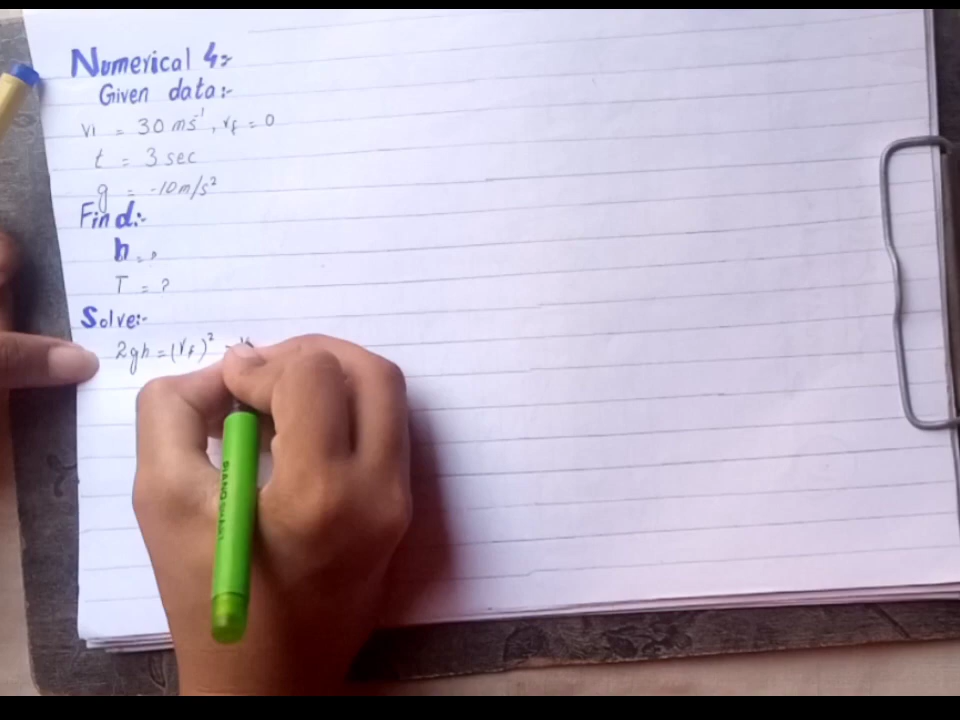 Numerical 4:-
Given data:-
vi = 30 ms⁻¹, vf = 0
t = 3 sec
g = -10 m/s²
Find:-
h = ?
T = ?
Solve:-
2gh = (Vf)² -